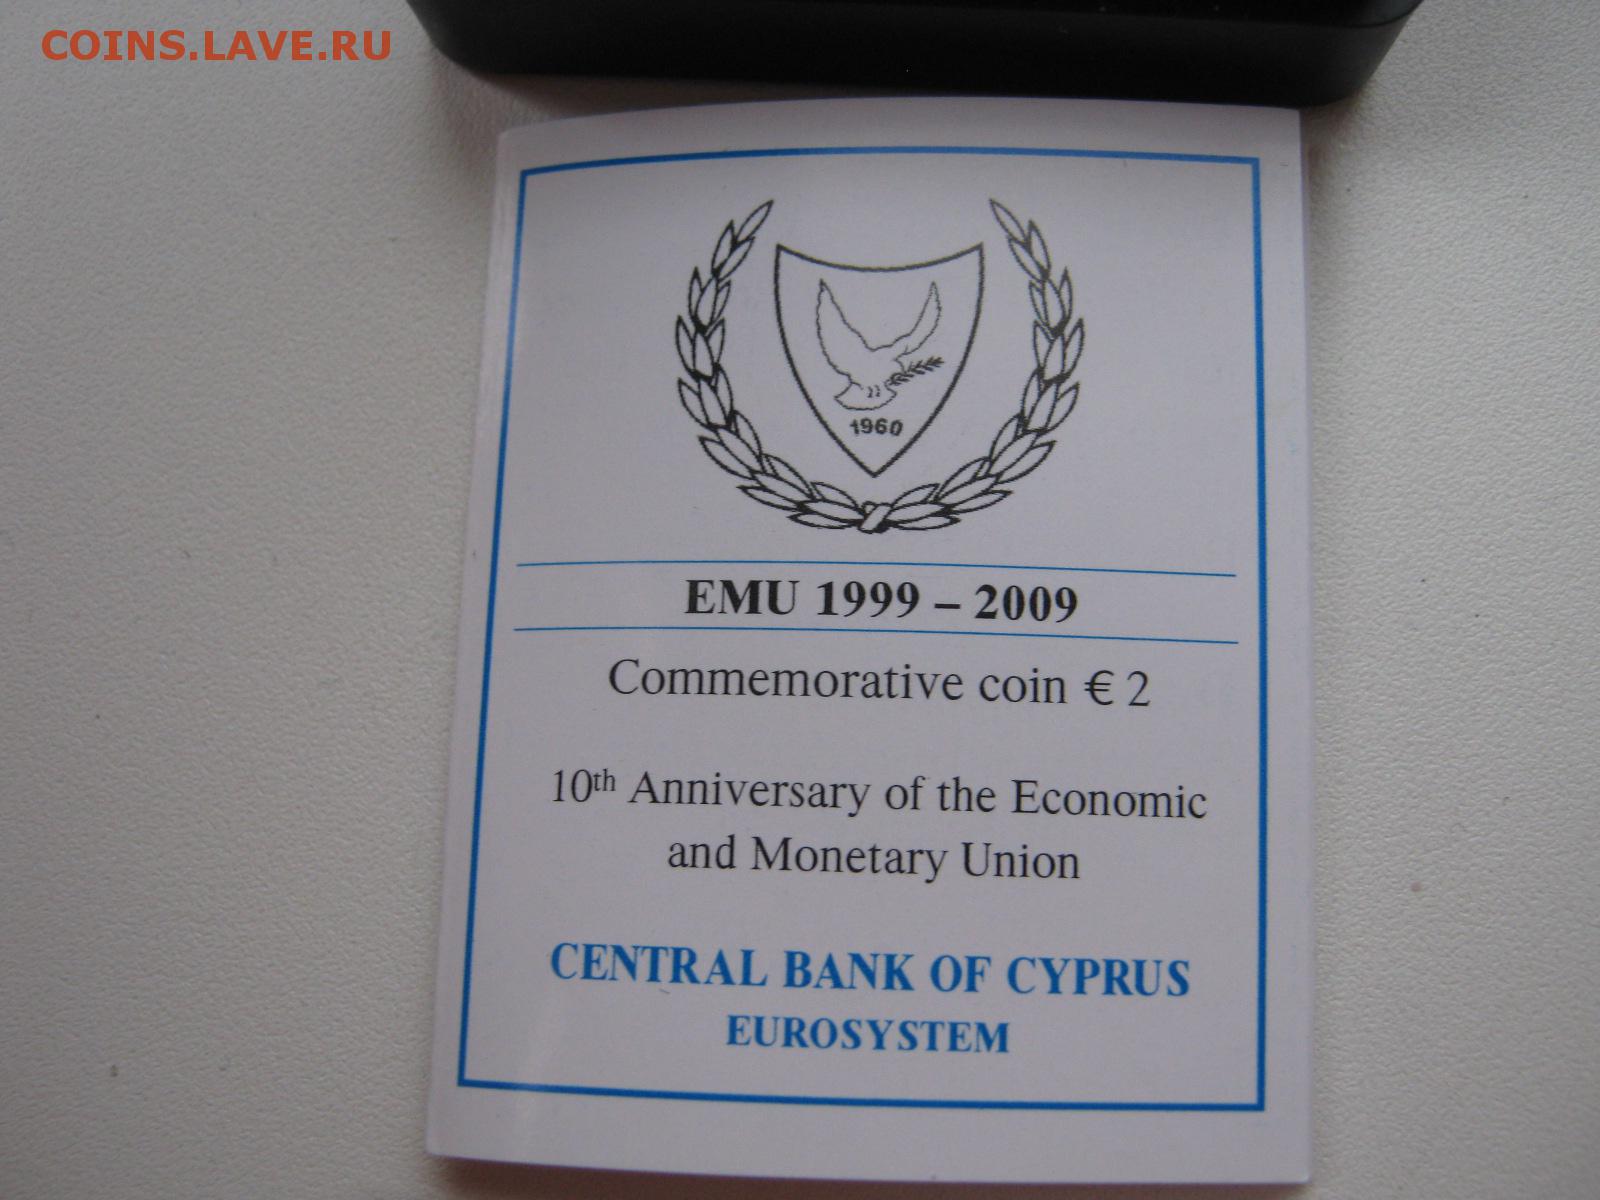 COINS.LAVE.RU
1960
EMU 1999 – 2009
Commemorative coin € 2
10th Anniversary of the Economic
and Monetary Union
CENTRAL BANK OF CYPRUS
EUROSYSTEM